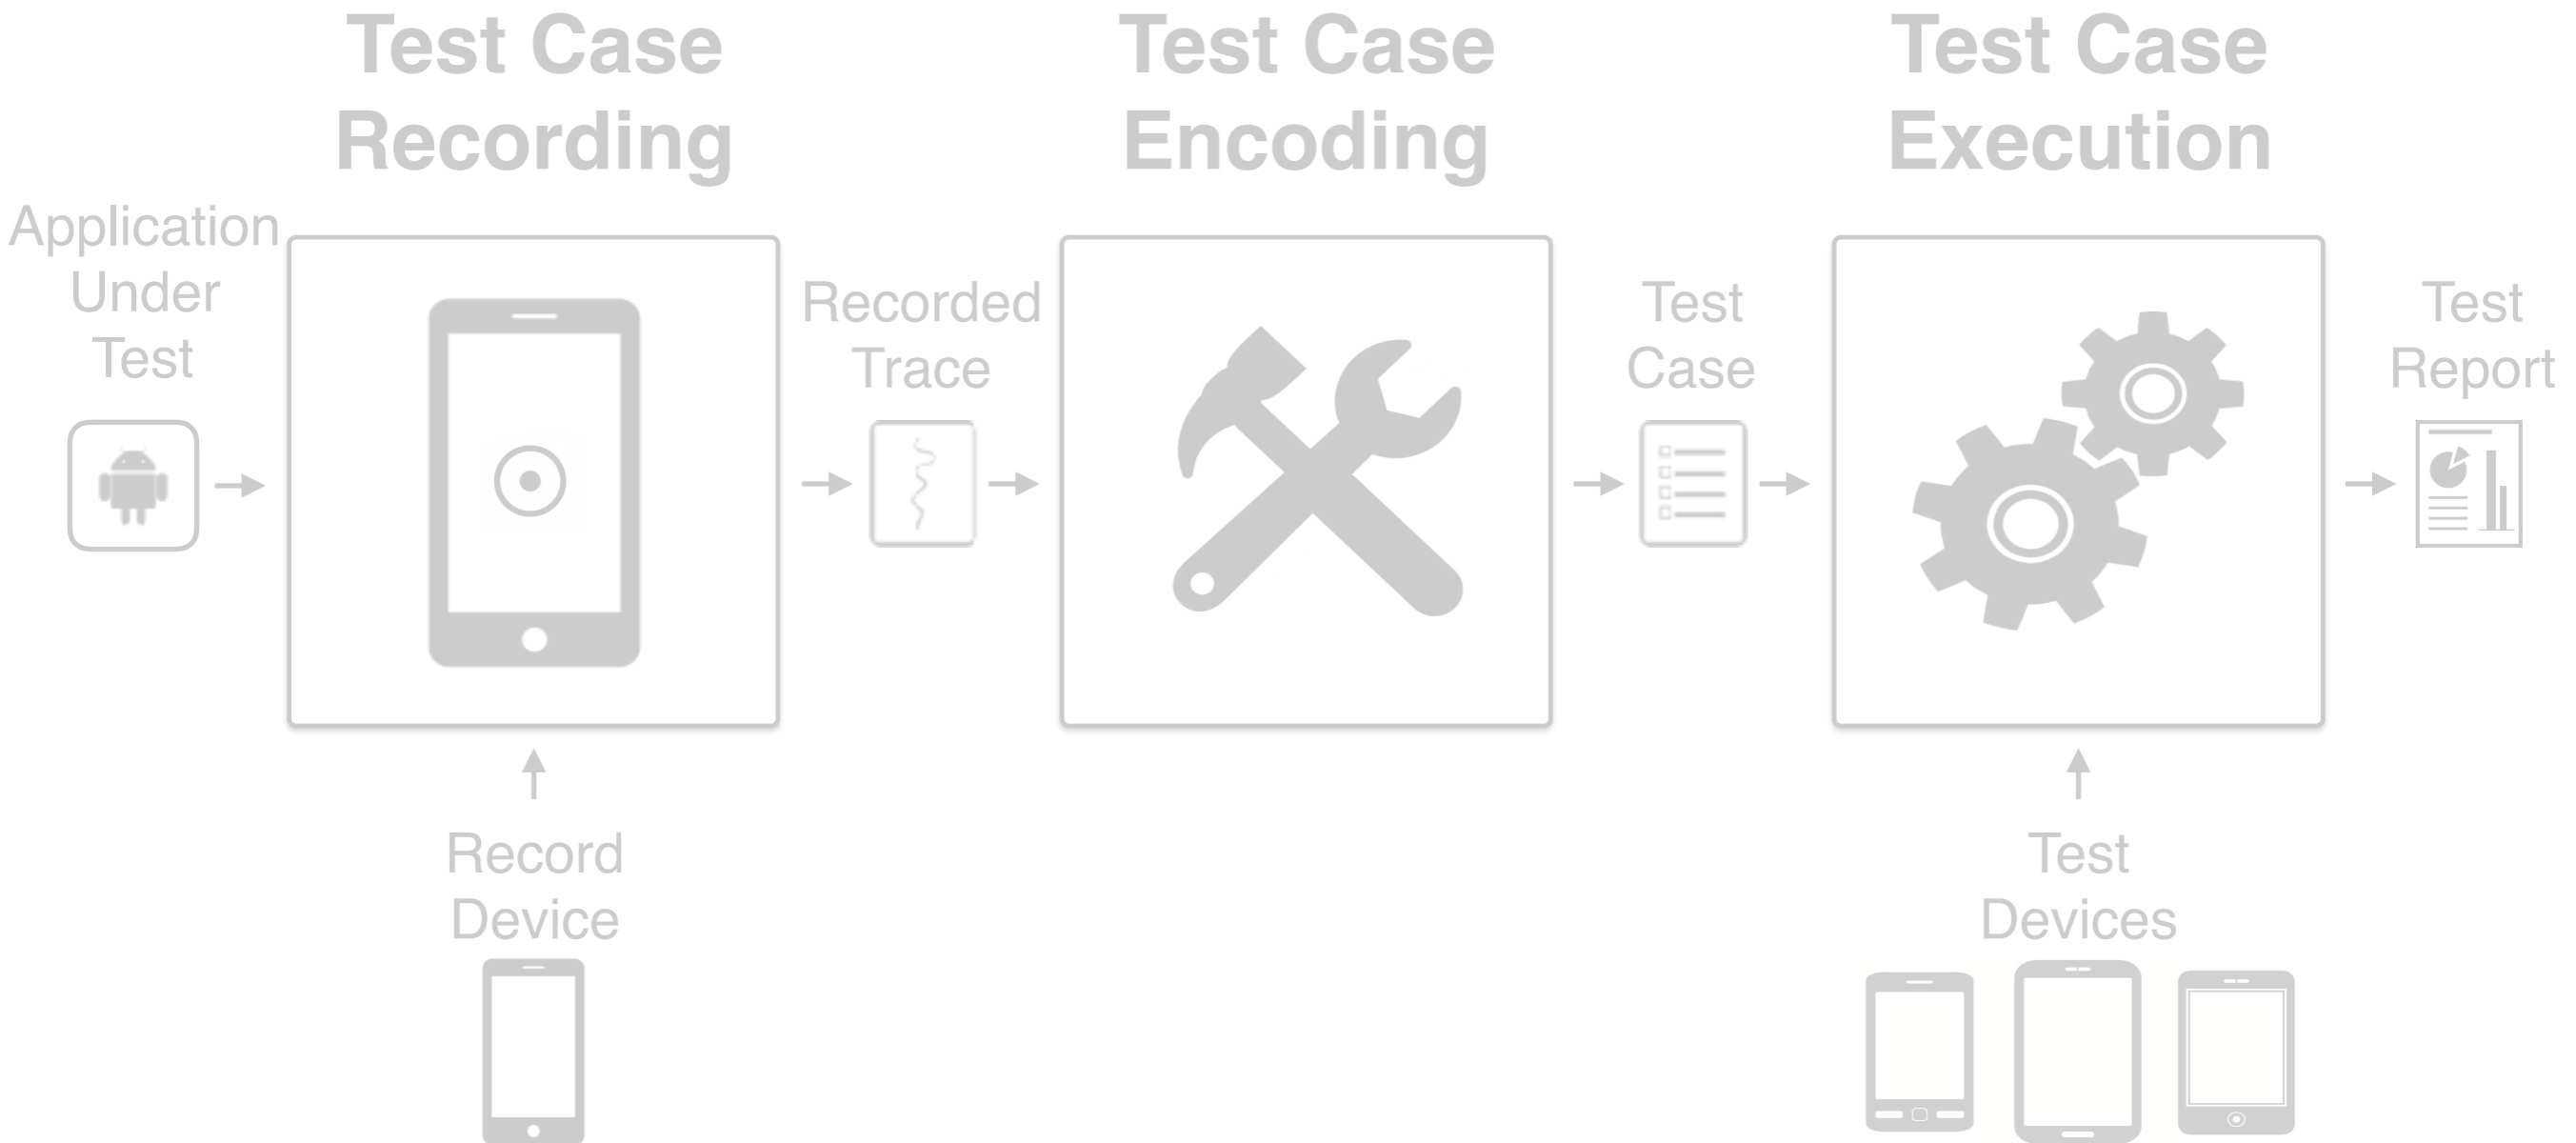 Test Case
Recording
Test Case
Encoding
Test Case
Execution
Application
Under
Test
Recorded
Trace
Test
Case
Test
Report
Record
Device
Test
Devices